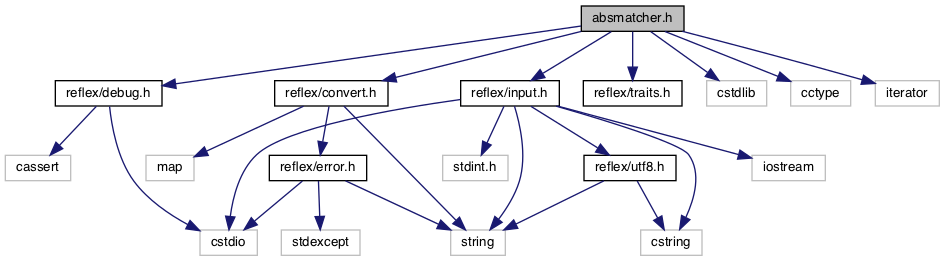 absmatcher.h
reflex/debug.h
reflex/convert.h
reflex/input.h
reflex/traits.h
cstdlib
cctype
iterator
cassert
map
reflex/error.h
stdint.h
reflex/utf8.h
iostream
cstdio
stdexcept
string
cstring